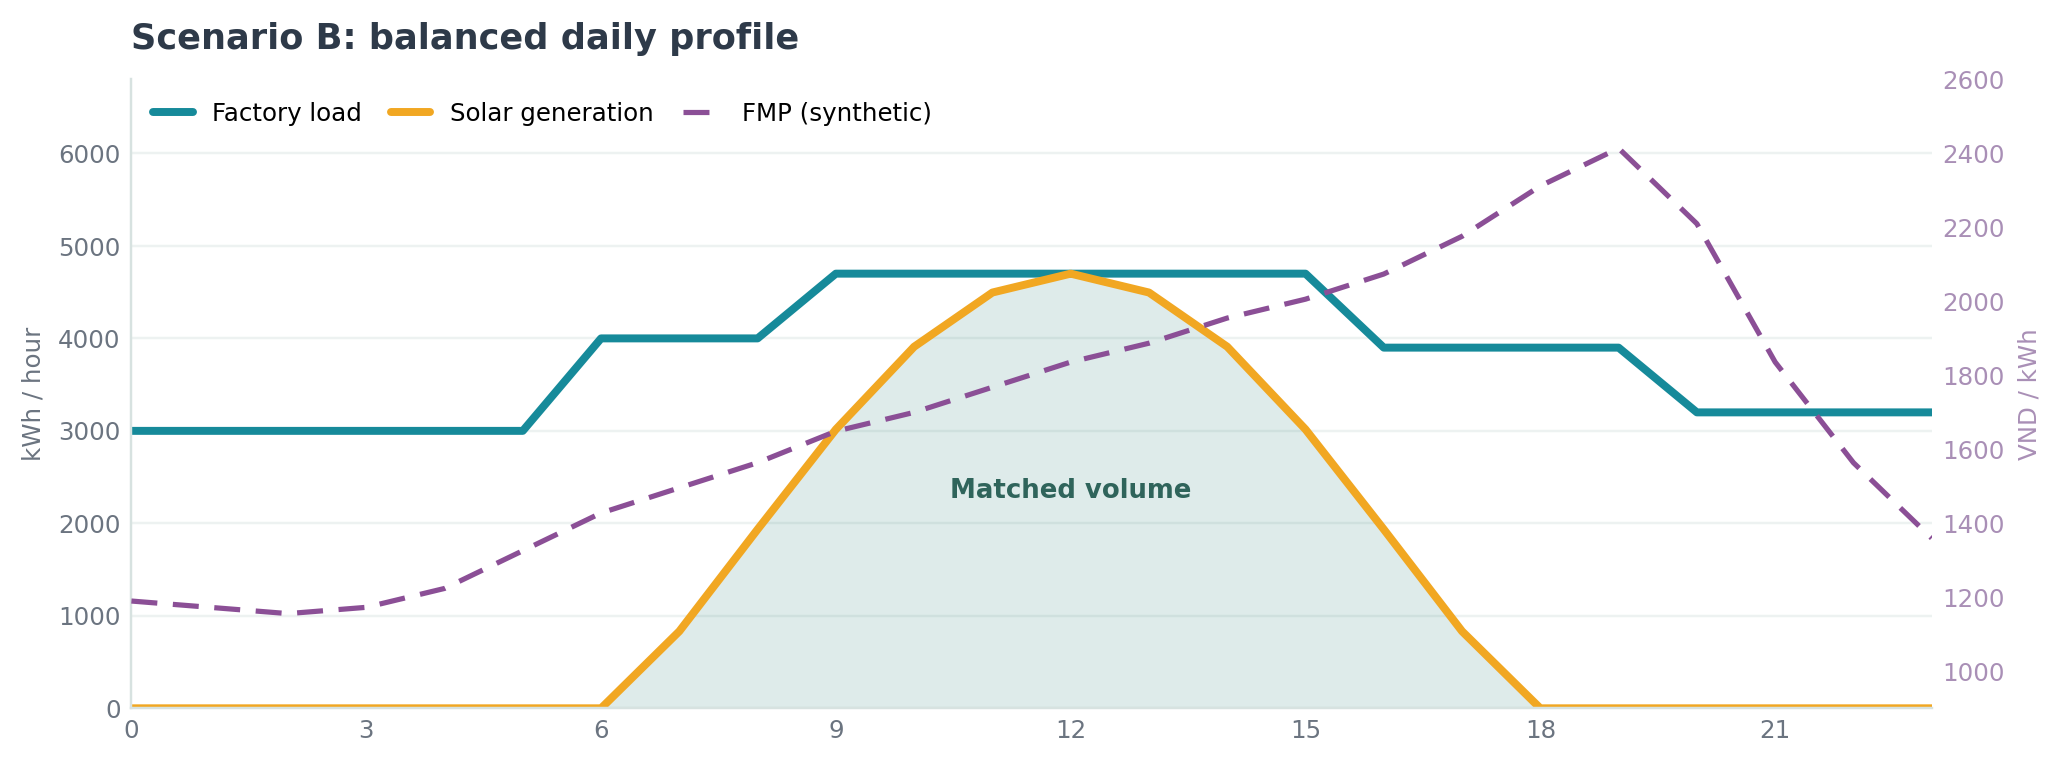 Scenario B: balanced daily profile
Factory load
Solar generation
FMP (synthetic)
Matched volume
kWh / hour
6000
5000
4000
3000
2000
1000
0
VND / kWh
2600
2400
2200
2000
1800
1600
1400
1200
1000
0 3 6 9 12 15 18 21